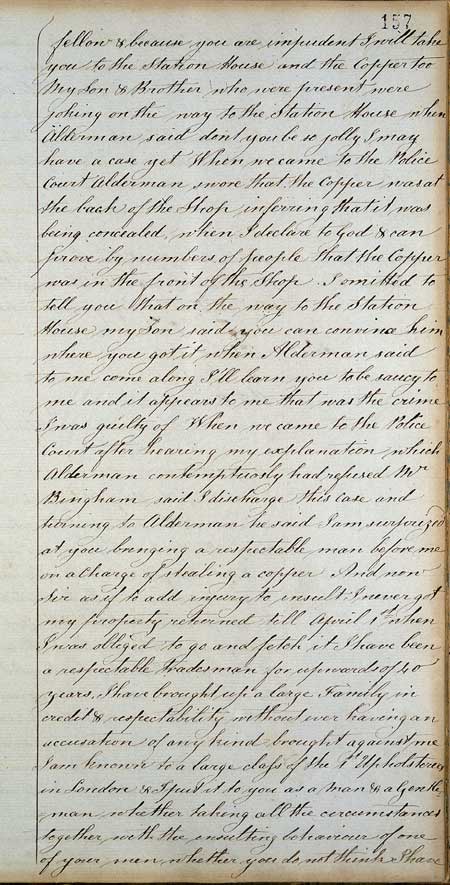 157
fellow & because you are impudent I will take
you to the Station House and the Copper too
My Son & Brother who were present were
joking on the way to the Station House when
Alderman said dont you be so jolly I may
have a case yet When we came to the Police
Court Alderman swore that the Copper was at
the back of the Shop inferring that it was
being concealed, when I declare to God & can
prove by numbers of people that the Copper
was in the front of the Shop. I omitted to
tell you that on the way to the Station
House my Son said you can convince him
where you got it when Alderman said
to me come along I'll learn you to be saucy to
me and it appears to me that was the crime
I was guilty of When we came to the Police
Court after hearing my explanation which
Alderman contemptiously had refused Mr
Bingham said I discharge this case and
turning to Alderman he said I am surprized
at you bringing a respectable man before me
on a Charge of stealing a copper And now
Sir as if to add injury to insult I never got
my property returned till April 1st when
I was obliged to go and fetch it I have been
a respectable tradesman for upwards of 40
years, I have brought up a large Family in
credit & respectability without ever having an
accusation of any kind brought against me
I am known to a large class of the 1st Upholsterers
in London & I put it to you as a Man & a Gentle-
-man whether taking all the circumstances
together with the insulting behaviour of one
of your men whether you do not think I have